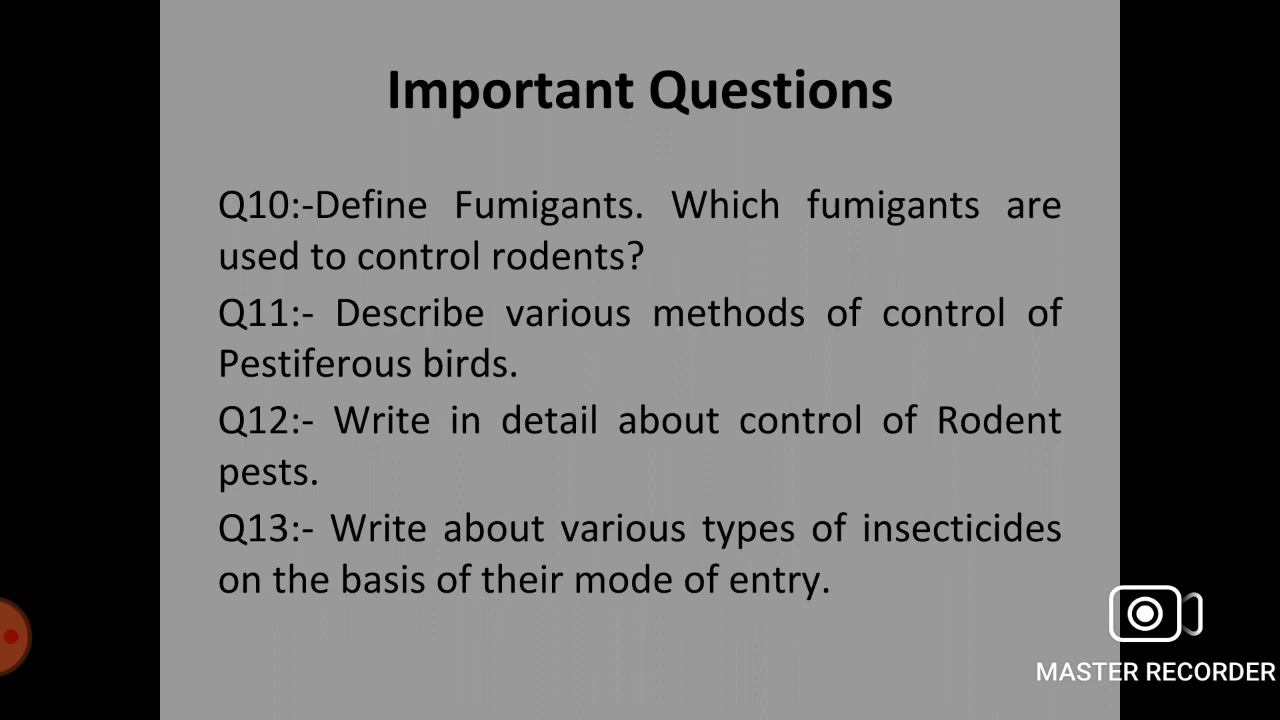 Important Questions
Q10:-Define Fumigants. Which fumigants are
used to control rodents?
Q11:- Describe various methods of control of
Pestiferous birds.
Q12:- Write in detail about control of Rodent
pests.
Q13:- Write about various types of insecticides
on the basis of their mode of entry.
MASTER RECORDER